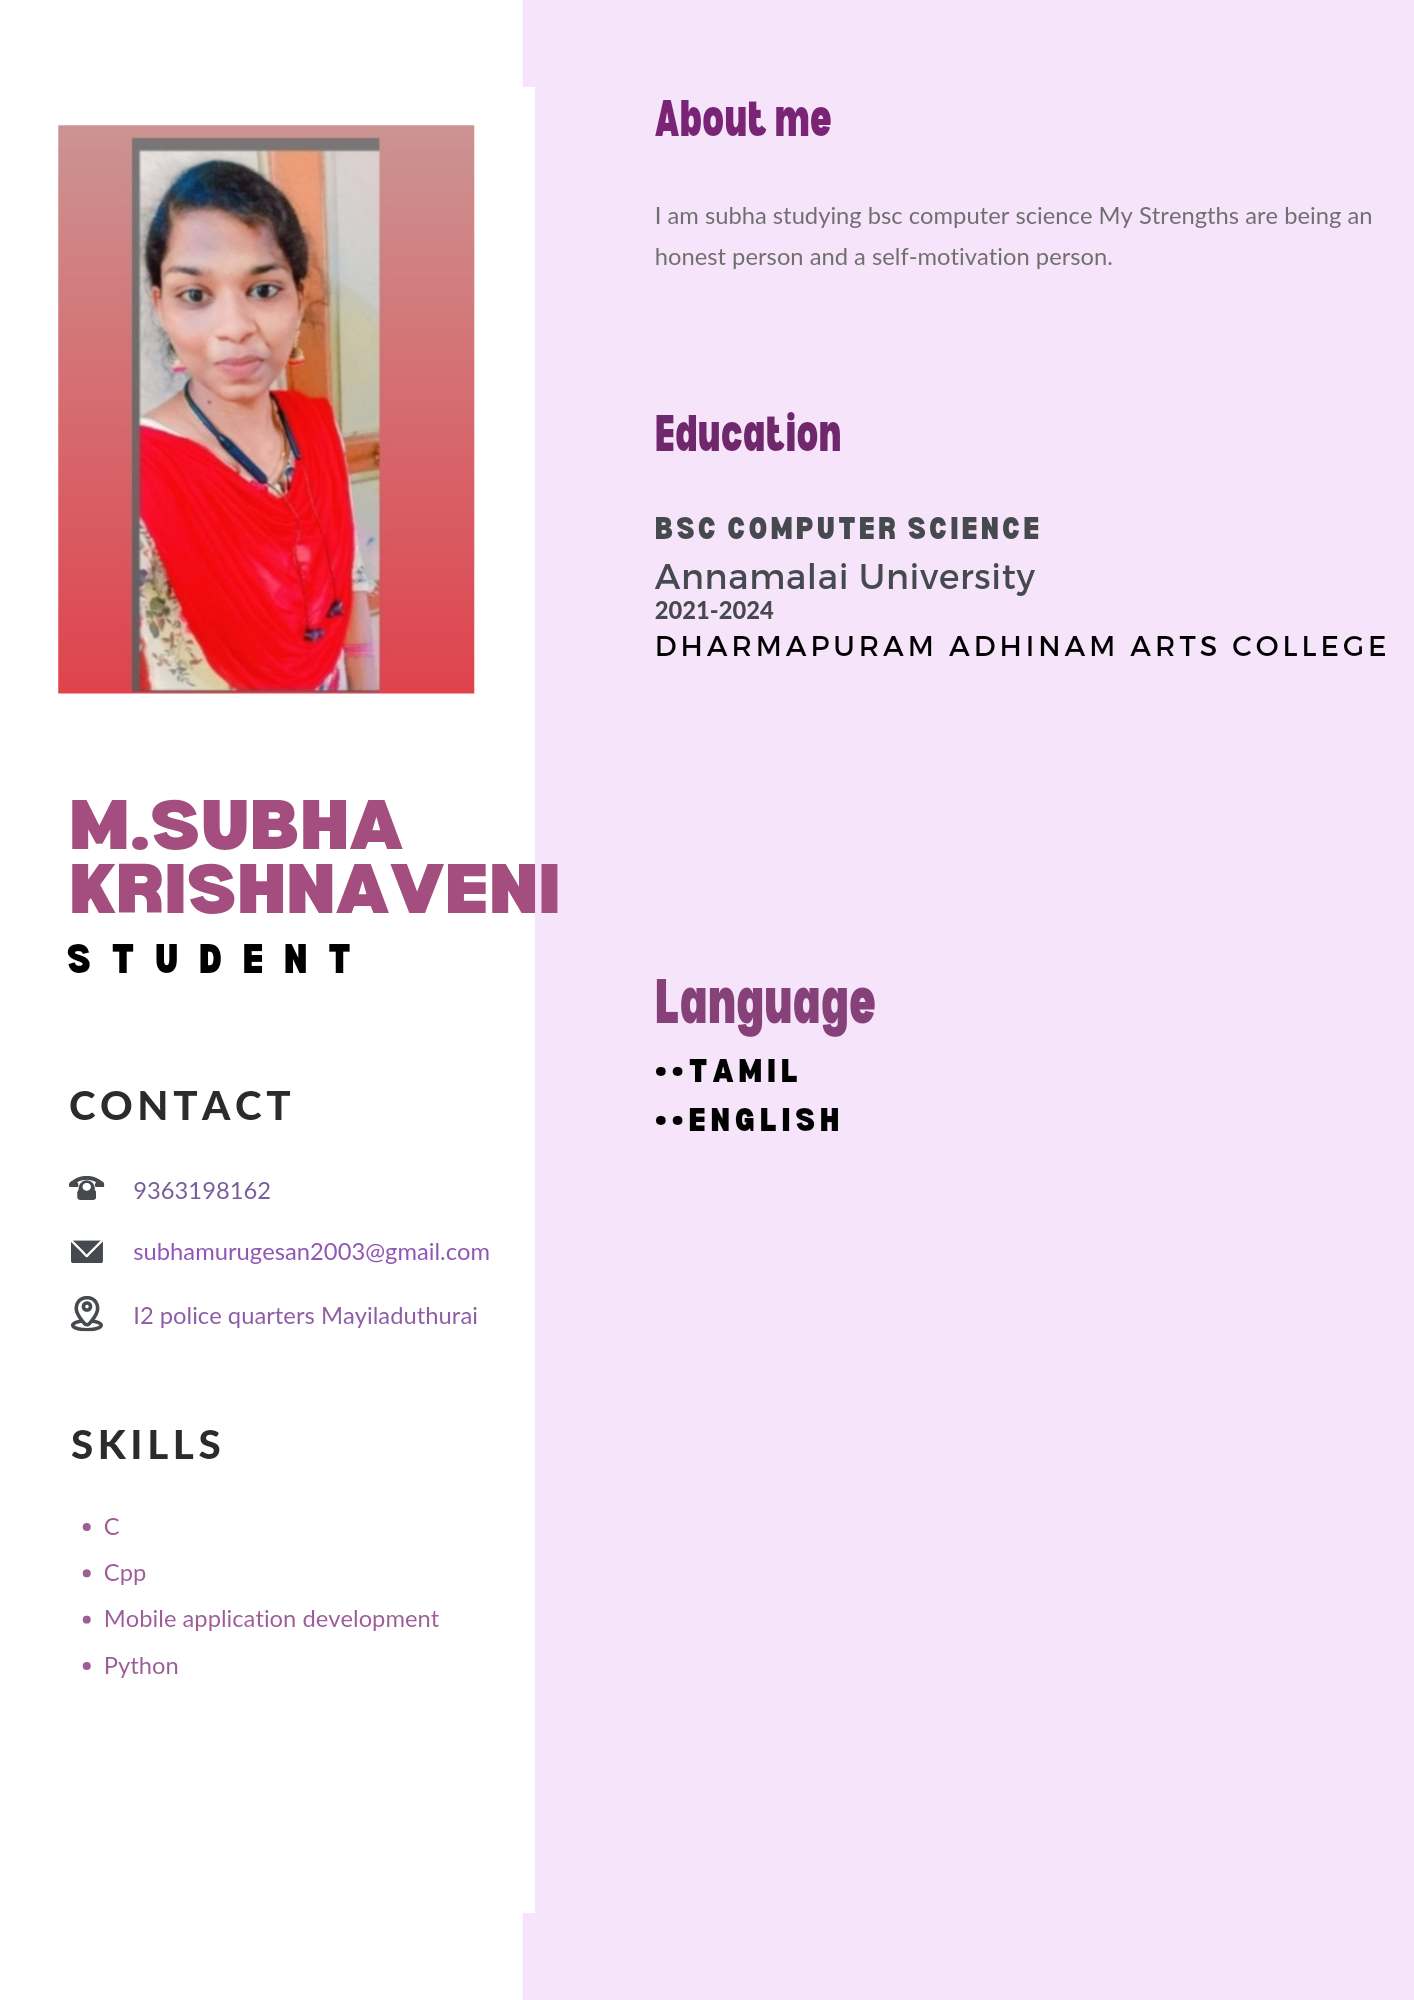 M.SUBHA
KRISHNAVENI
STUDENT
CONTACT
9363198162
subhamurugesan2003@gmail.com
I2 police quarters Mayiladuthurai
SKILLS
• C
• Cpp
• Mobile application development
• Python
About me
I am subha studying bsc computer science My Strengths are being an
honest person and a self-motivation person.
Education
BSC COMPUTER SCIENCE
Annamalai University
2021-2024
DHARMAPURAM ADHINAM ARTS COLLEGE
Language
••TAMIL
••ENGLISH